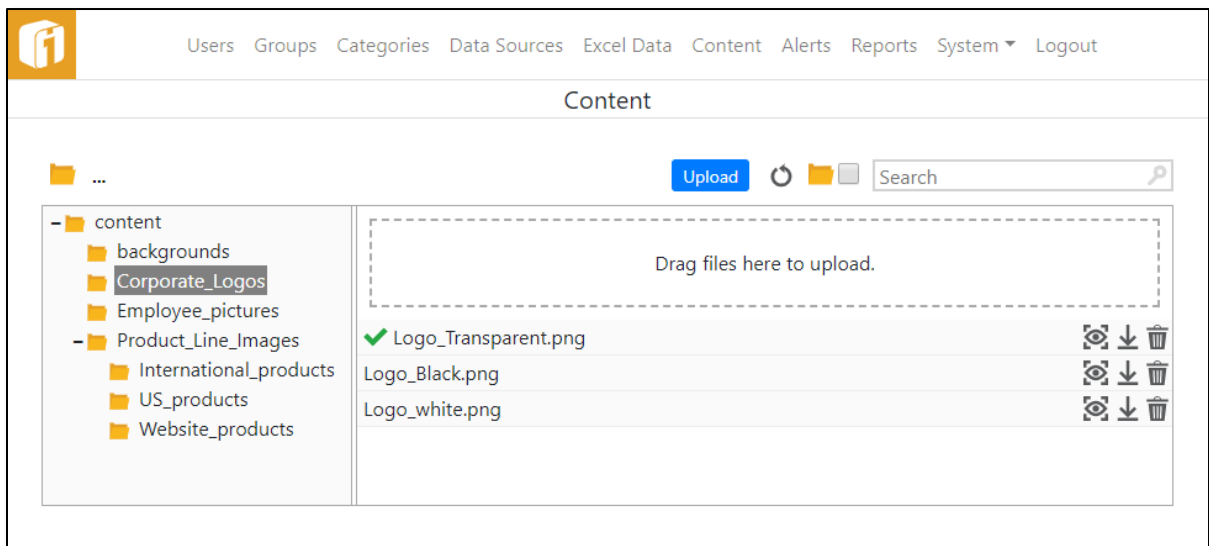 Users Groups Categories Data Sources Excel Data Content Alerts Reports System Logout
Content
...
Upload
Search
content
backgrounds
Corporate_Logos
Employee_pictures
Product_Line_Images
International_products
US_products
Website_products
Drag files here to upload.
Logo_Transparent.png
Logo_Black.png
Logo_white.png